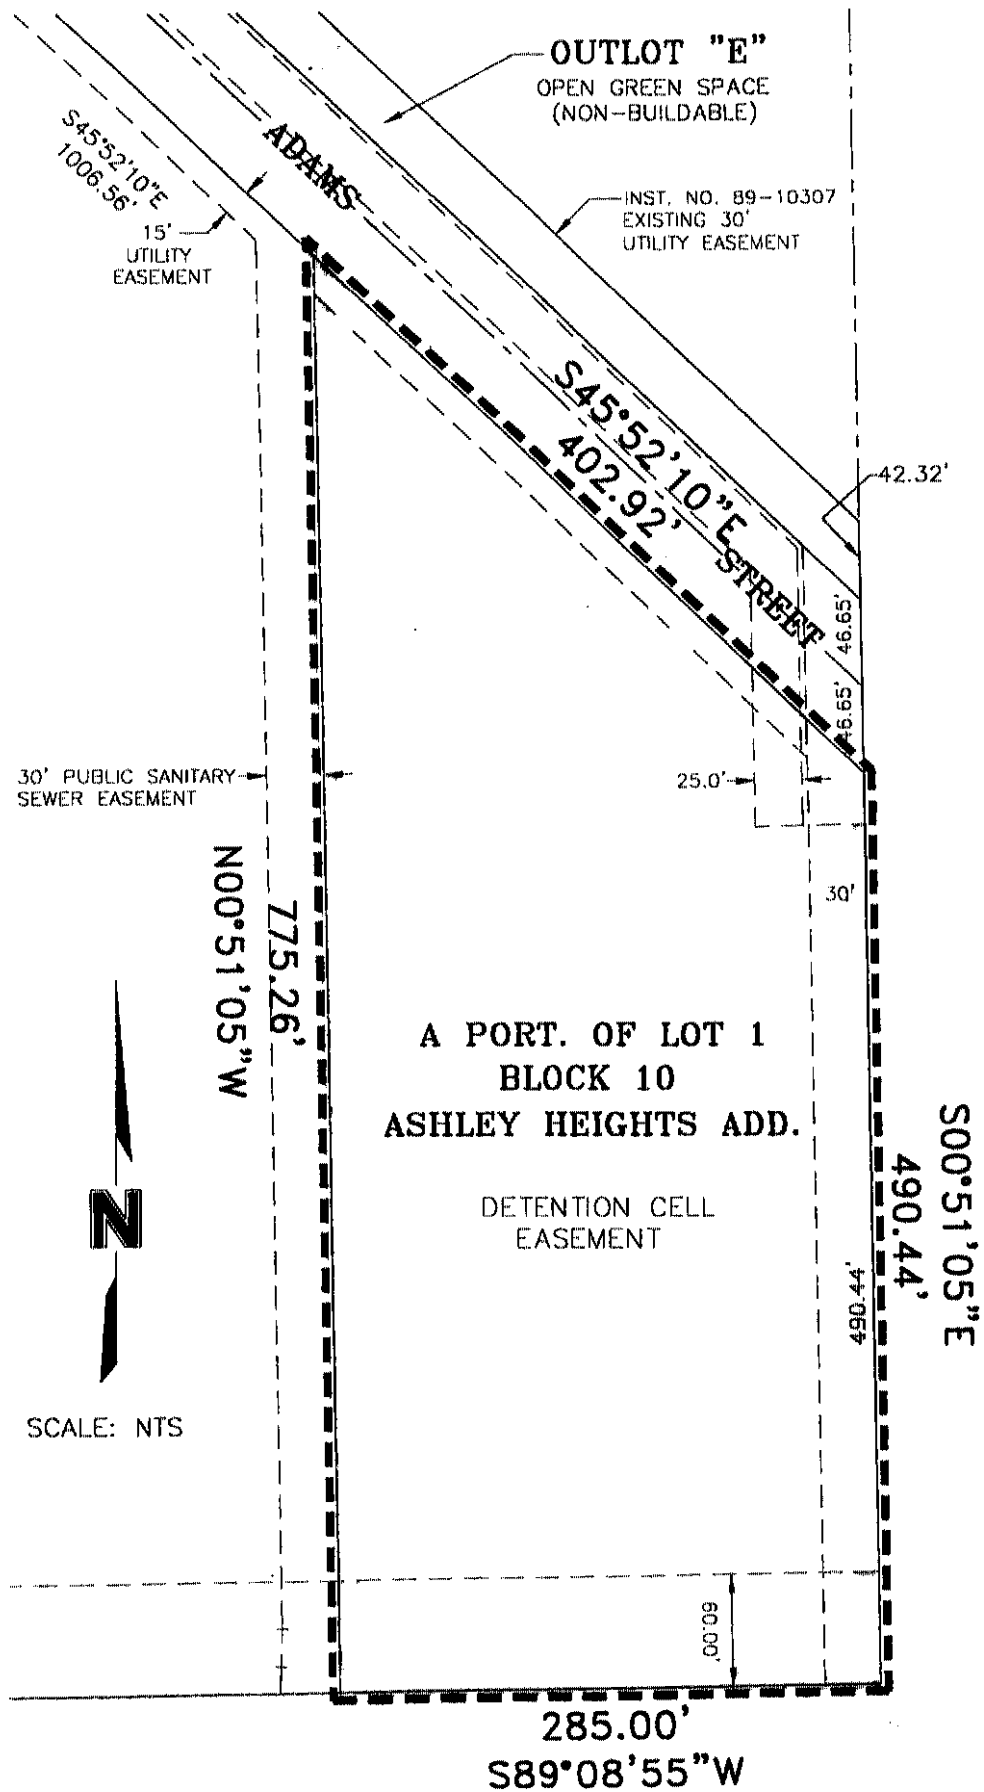 OUTLOT "E"
OPEN GREEN SPACE
(NON-BUILDABLE)
ADAMS
S45°52'10"E
1006.56'
15'
UTILITY
EASEMENT
INST. NO. 89-10307
EXISTING 30'
UTILITY EASEMENT
S45°52'10"E
402.92'
STREET
42.32'
46.65'
46.65'
30' PUBLIC SANITARY
SEWER EASEMENT
25.0'
30'
N00°51'05"W
775.26'
A PORT. OF LOT 1
BLOCK 10
ASHLEY HEIGHTS ADD.
DETENTION CELL
EASEMENT
S00°51'05"E
490.44'
490.44'
N
SCALE: NTS
60.00'
285.00'
S89°08'55"W